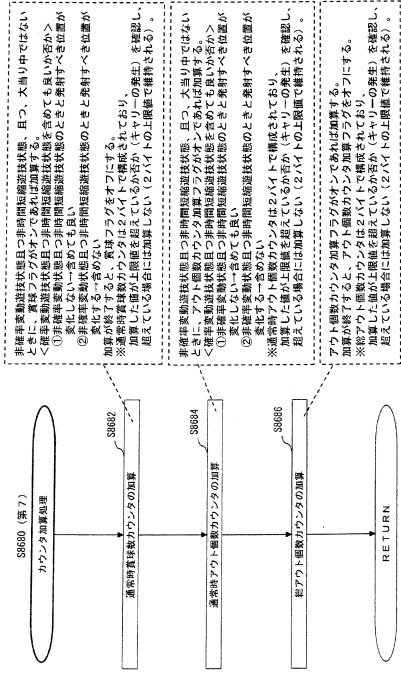 S8680（第７）
カウンタ加算処理
S8682
通常時賞球数カウンタの加算
非確率変動遊技状態且つ非時間短縮遊技状態、且つ、大当り中ではない
ときに、賞球フラグがオンであれば加算する。
＜確率変動遊技状態且つ非時間短縮遊技状態を含めても良いか否か＞
①非確率変動状態且つ非時間短縮遊技状態のときと発射すべき位置が
変化しない→含めても良い
②非確率変動状態且つ非時間短縮遊技状態のときと発射すべき位置が
変化する→含めない
加算が終了すると、賞球フラグをオフにする。
※通常時賞球数カウンタは２バイトで構成されており、
加算した値が上限値を超えているか否か（キャリーの発生）を確認し、
超えている場合には加算しない（２バイトの上限値で維持される）。
S8684
通常時アウト個数カウンタの加算
非確率変動遊技状態且つ非時間短縮遊技状態、且つ、大当り中ではない
ときに、アウト個数カウンタ加算フラグがオンであれば加算する。
＜確率変動遊技状態且つ非時間短縮遊技状態を含めても良いか否か＞
①非確率変動状態且つ非時間短縮遊技状態のときと発射すべき位置が
変化しない→含めても良い
②非確率変動状態且つ非時間短縮遊技状態のときと発射すべき位置が
変化する→含めない
※通常時アウト個数カウンタは２バイトで構成されており、
加算した値が上限値を超えているか否か（キャリーの発生）を確認し、
超えている場合には加算しない（２バイトの上限値で維持される）。
S8686
総アウト個数カウンタの加算
アウト個数カウンタ加算フラグがオンであれば加算する。
加算が終了すると、アウト個数カウンタ加算フラグをオフにする。
※総アウト個数カウンタは２バイトで構成されており、
加算した値が上限値を超えているか否か（キャリーの発生）を確認し、
超えている場合には加算しない（２バイトの上限値で維持される）。
ＲＥＴＵＲＮ